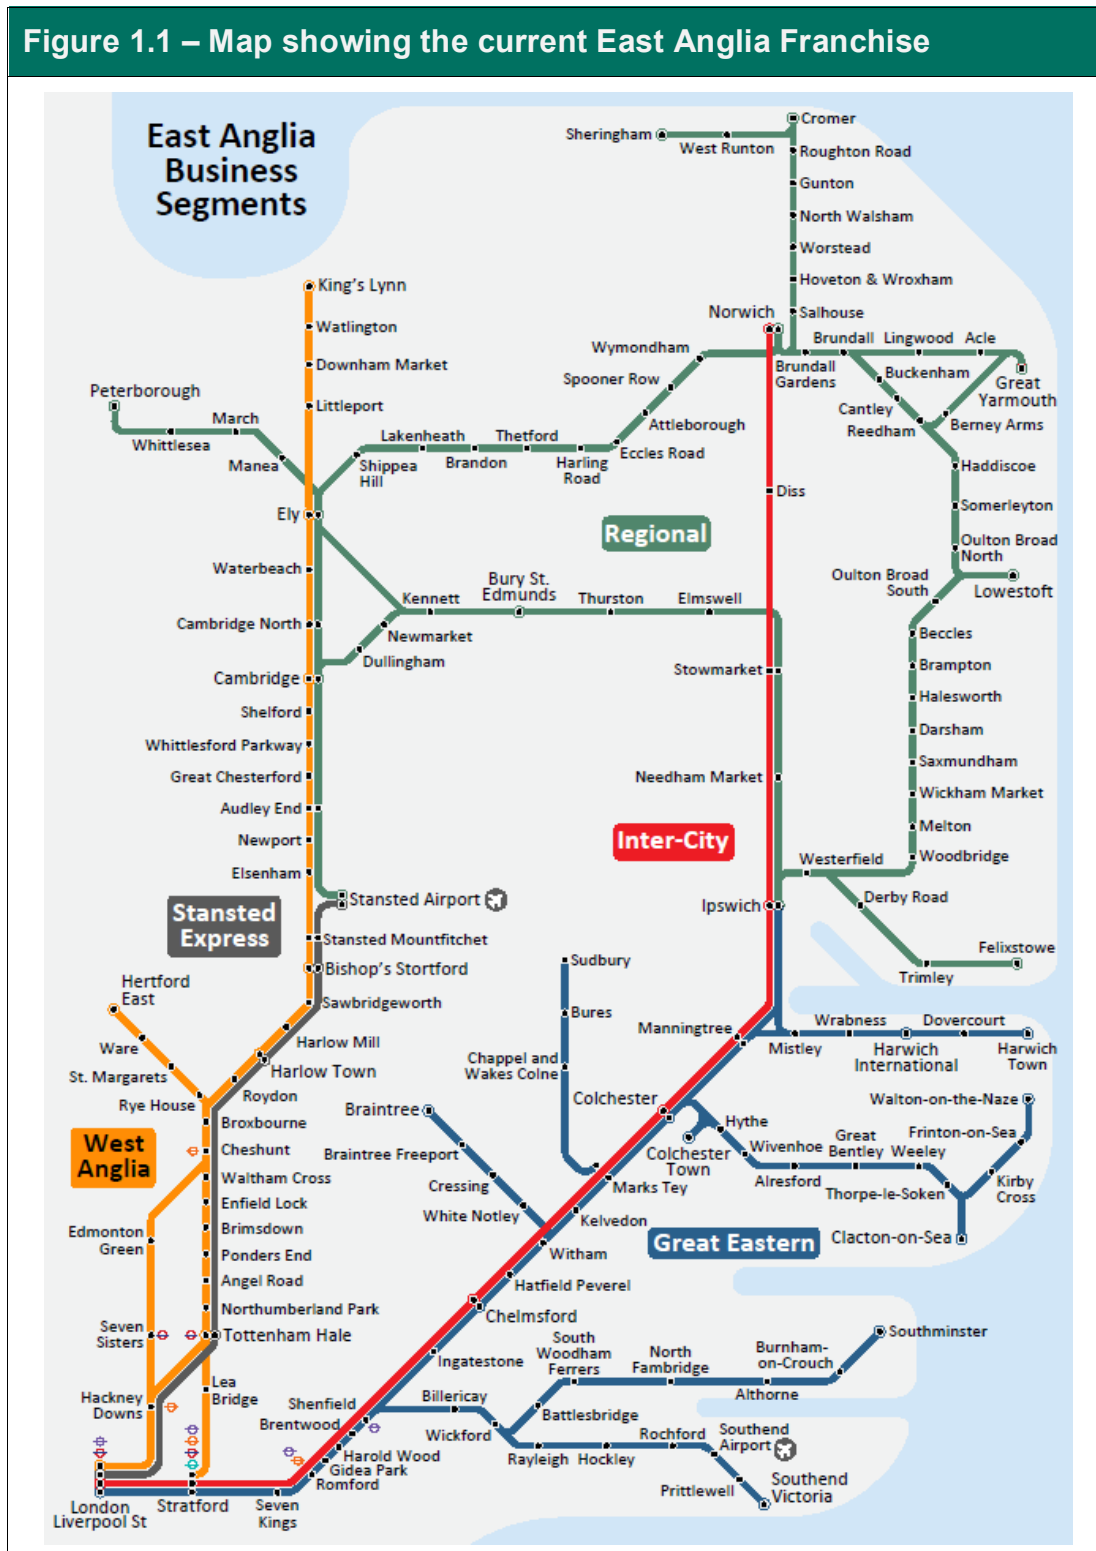 Figure 1.1 – Map showing the current East Anglia Franchise
East Anglia
Business
Segments
Cromer
Sheringham
West Runton
Roughton Road
Gunton
North Walsham
Worstead
Hoveton & Wroxham
Salhouse
Norwich
King's Lynn
Watlington
Downham Market
Littleport
Peterborough
Whittlesea
March
Manea
Ely
Shippea
Hill
Lakenheath
Brandon
Thetford
Harling
Road
Eccles Road
Attleborough
Spooner Row
Wymondham
Brundall
Gardens
Brundall
Lingwood
Acle
Great
Yarmouth
Buckenham
Cantley
Reedham
Berney Arms
Haddiscoe
Somerleyton
Oulton Broad
North
Oulton Broad
South
Lowestoft
Beccles
Brampton
Halesworth
Darsham
Saxmundham
Wickham Market
Melton
Woodbridge
Westerfield
Derby Road
Trimley
Felixstowe
Diss
Regional
Waterbeach
Cambridge North
Cambridge
Kennett
Newmarket
Dullingham
Bury St.
Edmunds
Thurston
Elmswell
Stowmarket
Needham Market
Inter-City
Ipswich
Shelford
Whittlesford Parkway
Great Chesterford
Audley End
Newport
Elsenham
Stansted Airport
Stansted
Express
Stansted Mountfitchet
Bishop's Stortford
Sawbridgeworth
Harlow Mill
Harlow Town
Roydon
Hertford
East
Ware
St. Margarets
Rye House
Broxbourne
Cheshunt
West
Anglia
Waltham Cross
Enfield Lock
Brimsdown
Ponders End
Angel Road
Northumberland Park
Tottenham Hale
Edmonton
Green
Seven
Sisters
Lea
Bridge
Hackney
Downs
London
Liverpool St
Stratford
Seven
Kings
Romford
Gidea Park
Harold Wood
Brentwood
Shenfield
Ingatestone
Chelmsford
Hatfield Peverel
Witham
Kelvedon
Marks Tey
Colchester
Manningtree
Sudbury
Bures
Chappel and
Wakes Colne
Braintree
Braintree Freeport
Cressing
White Notley
Great Eastern
Mistley
Wrabness
Harwich
International
Dovercourt
Harwich
Town
Colchester
Town
Hythe
Wivenhoe
Alresford
Great
Bentley
Weeley
Thorpe-le-Soken
Clacton-on-Sea
Kirby
Cross
Frinton-on-Sea
Walton-on-the-Naze
Billericay
Wickford
Battlesbridge
South
Woodham
Ferrers
North
Fambridge
Althorne
Burnham-
on-Crouch
Southminster
Rayleigh
Hockley
Rochford
Southend
Airport
Prittlewell
Southend
Victoria